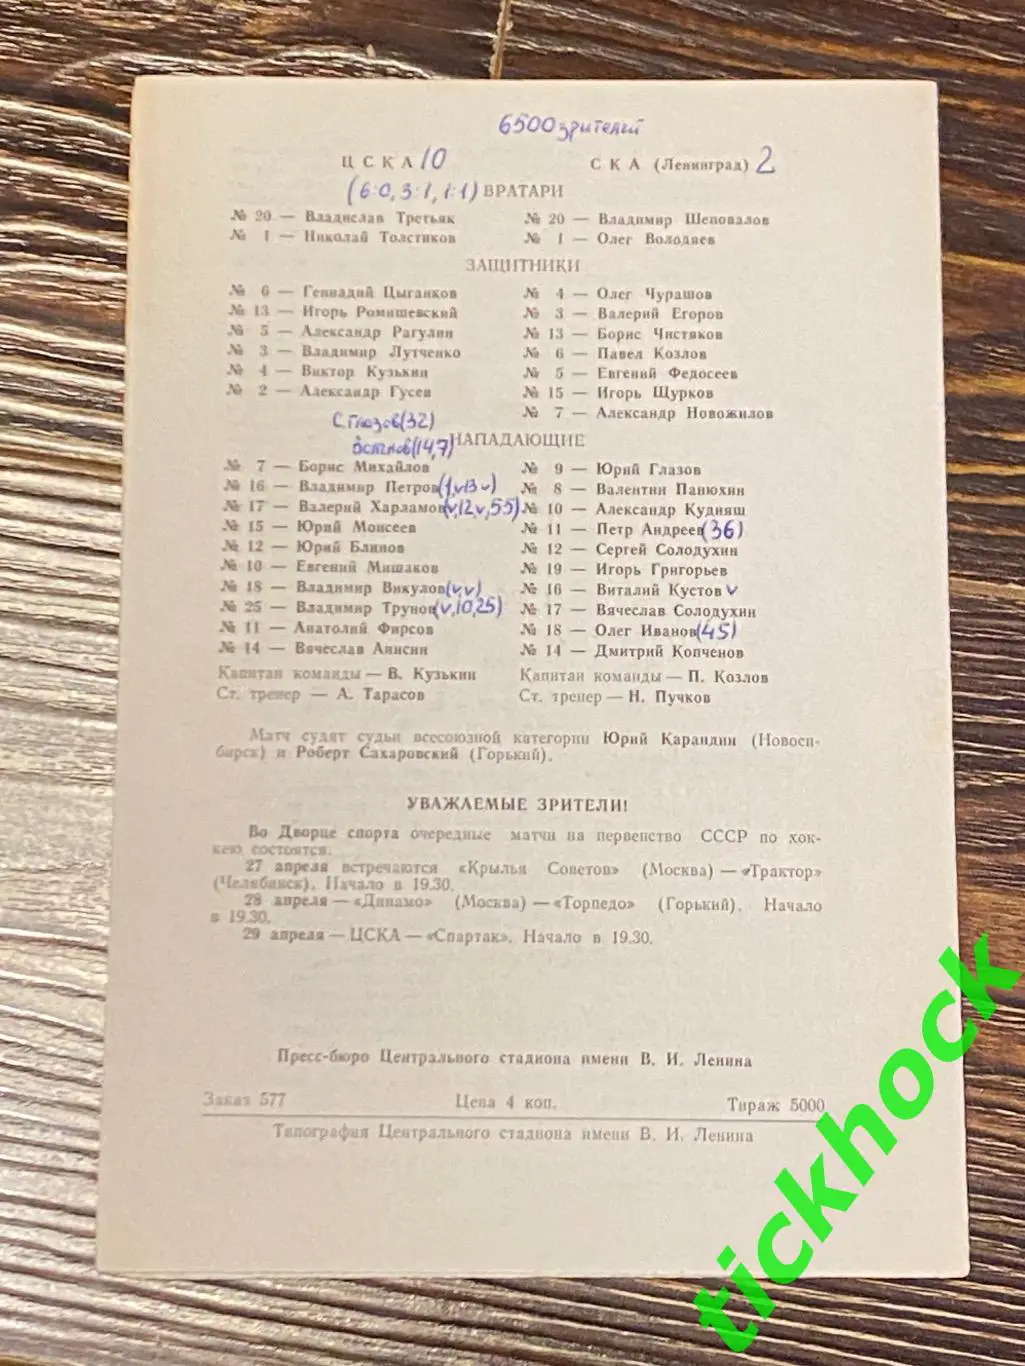 6500 зрителей
ЦСКА 10 СКА (Ленинград) 2
(6:0, 3:1, 1:1) ВРАТАРИ
№ 20 — Владислав Третьяк № 20 — Владимир Шеповалов
№ 1 — Николай Толстиков № 1 — Олег Володяев
ЗАЩИТНИКИ
№ 6 — Геннадий Цыганков № 4 — Олег Чурашов
№ 13 — Игорь Ромишевский № 3 — Валерий Егоров
№ 5 — Александр Рагулин № 13 — Борис Чистяков
№ 3 — Владимир Лутченко № 6 — Павел Козлов
№ 4 — Виктор Кузькин № 5 — Евгений Федосеев
№ 2 — Александр Гусев № 15 — Игорь Щурков
№ 7 — Александр Новожилов
С. Глазов (32)
(14,7) НАПАДАЮЩИЕ
№ 7 — Борис Михайлов № 9 — Юрий Глазов
№ 16 — Владимир Петров (1,v13v) № 8 — Валентин Панюхин
№ 17 — Валерий Харламов (v,12v,55) № 10 — Александр Кудияш
№ 15 — Юрий Моисеев № 11 — Петр Андреев (36)
№ 12 — Юрий Блинов № 12 — Сергей Солодухин
№ 10 — Евгений Мишаков № 19 — Игорь Григорьев
№ 18 — Владимир Викулов (v,v) № 16 — Виталий Кустов v
№ 25 — Владимир Трунов (v,10,25) № 17 — Вячеслав Солодухин
№ 11 — Анатолий Фирсов № 18 — Олег Иванов (45)
№ 14 — Вячеслав Анисин № 14 — Дмитрий Копченов
Капитан команды — В. Кузькин Капитан команды — П. Козлов
Ст. тренер — А. Тарасов Ст. тренер — Н. Пучков
Матч судят судьи всесоюзной категории Юрий Карандин (Новоси-
бирск) и Роберт Сахаровский (Горький).
УВАЖАЕМЫЕ ЗРИТЕЛИ!
Во Дворце спорта очередные матчи на первенство СССР по хок-
кею состоятся.
27 апреля встречаются «Крылья Советов» (Москва) — «Трактор»
(Челябинск). Начало в 19.30.
28 апреля — «Динамо» (Москва) — «Торпедо» (Горький). Начало
в 19.30.
29 апреля — ЦСКА — «Спартак». Начало в 19.30.
Пресс-бюро Центрального стадиона имени В. И. Ленина
Заказ 577 Цена 4 коп. Тираж 5000
Типография Центрального стадиона имени В. И. Ленина
tickhock